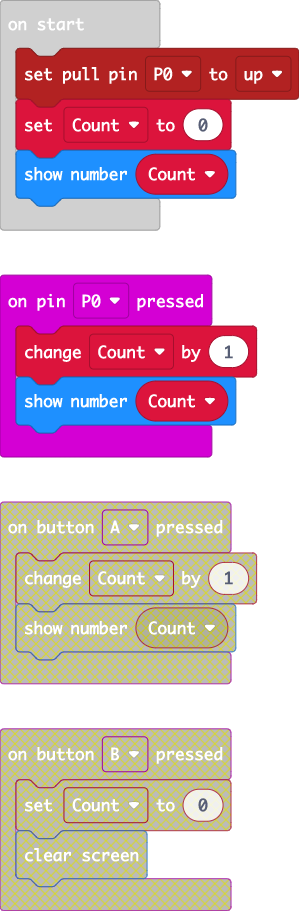 on start
set pull pin P0 to up
set Count to 0
show number Count
on pin P0 pressed
change Count by 1
show number Count
on button A pressed
change Count by 1
show number Count
on button B pressed
set Count to 0
clear screen